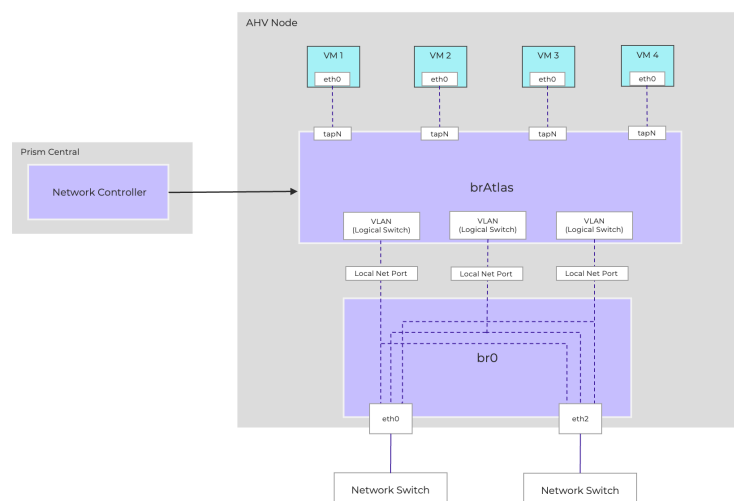 AHV Node
VM 1
VM 2
VM 3
VM 4
eth0
eth0
eth0
eth0
tapN
tapN
tapN
tapN
Prism Central
Network Controller
brAtlas
VLAN
(Logical Switch)
VLAN
(Logical Switch)
VLAN
(Logical Switch)
Local Net Port
Local Net Port
Local Net Port
br0
eth0
eth2
Network Switch
Network Switch